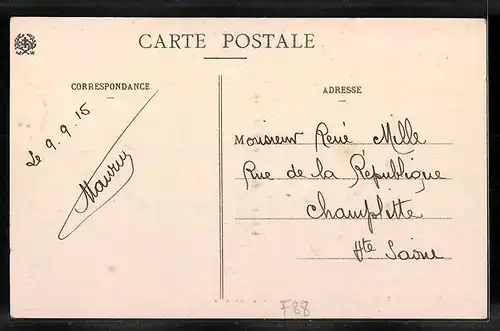 CARTE POSTALE
CORRESPONDANCE
ADRESSE
Le 9.9.15
Monsieur René Mille
Rue de la République
Champlitte
Hte Saône
F88